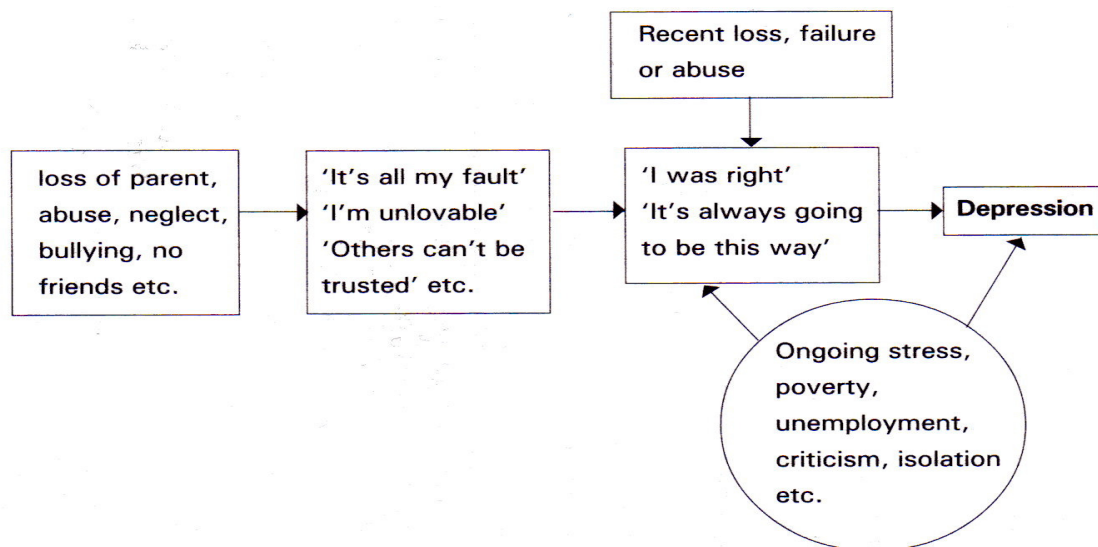 Recent loss, failure
or abuse
loss of parent,
abuse, neglect,
bullying, no
friends etc.
‘It's all my fault’
‘I'm unlovable’
‘Others can't be
trusted’ etc.
‘I was right’
‘It's always going
to be this way’
Depression
Ongoing stress,
poverty,
unemployment,
criticism, isolation
etc.